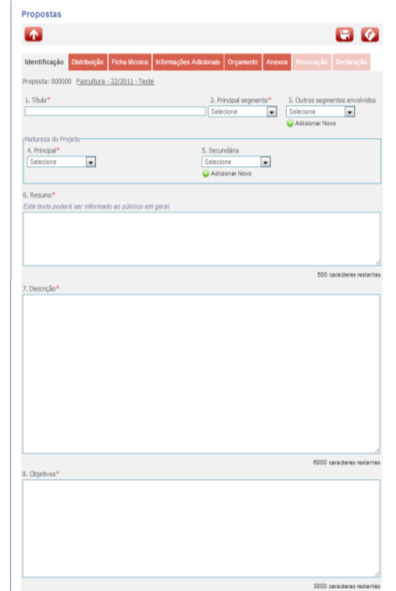 Propostas
Identificação Distribuição Ficha técnica Informações Adicionais Orçamento Anexos Procuração Declaração
Proposta: 000000 Fazcultura - 22/2011 - Teste
1. Título* 2. Principal segmento* 3. Outros segmentos envolvidos
Selecione Selecione
Adicionar Novo
Natureza do Projeto
4. Principal* 5. Secundária
Selecione Selecione
Adicionar Novo
6. Resumo*
Este texto poderá ser informado ao público em geral.
500 caracteres restantes
7. Descrição*
6000 caracteres restantes
8. Objetivos*
3000 caracteres restantes